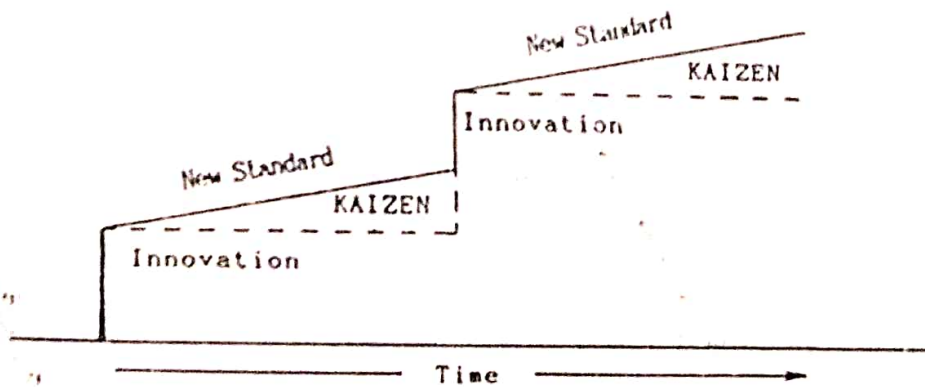 New Standard
KAIZEN
Innovation
New Standard
KAIZEN
Innovation
Time